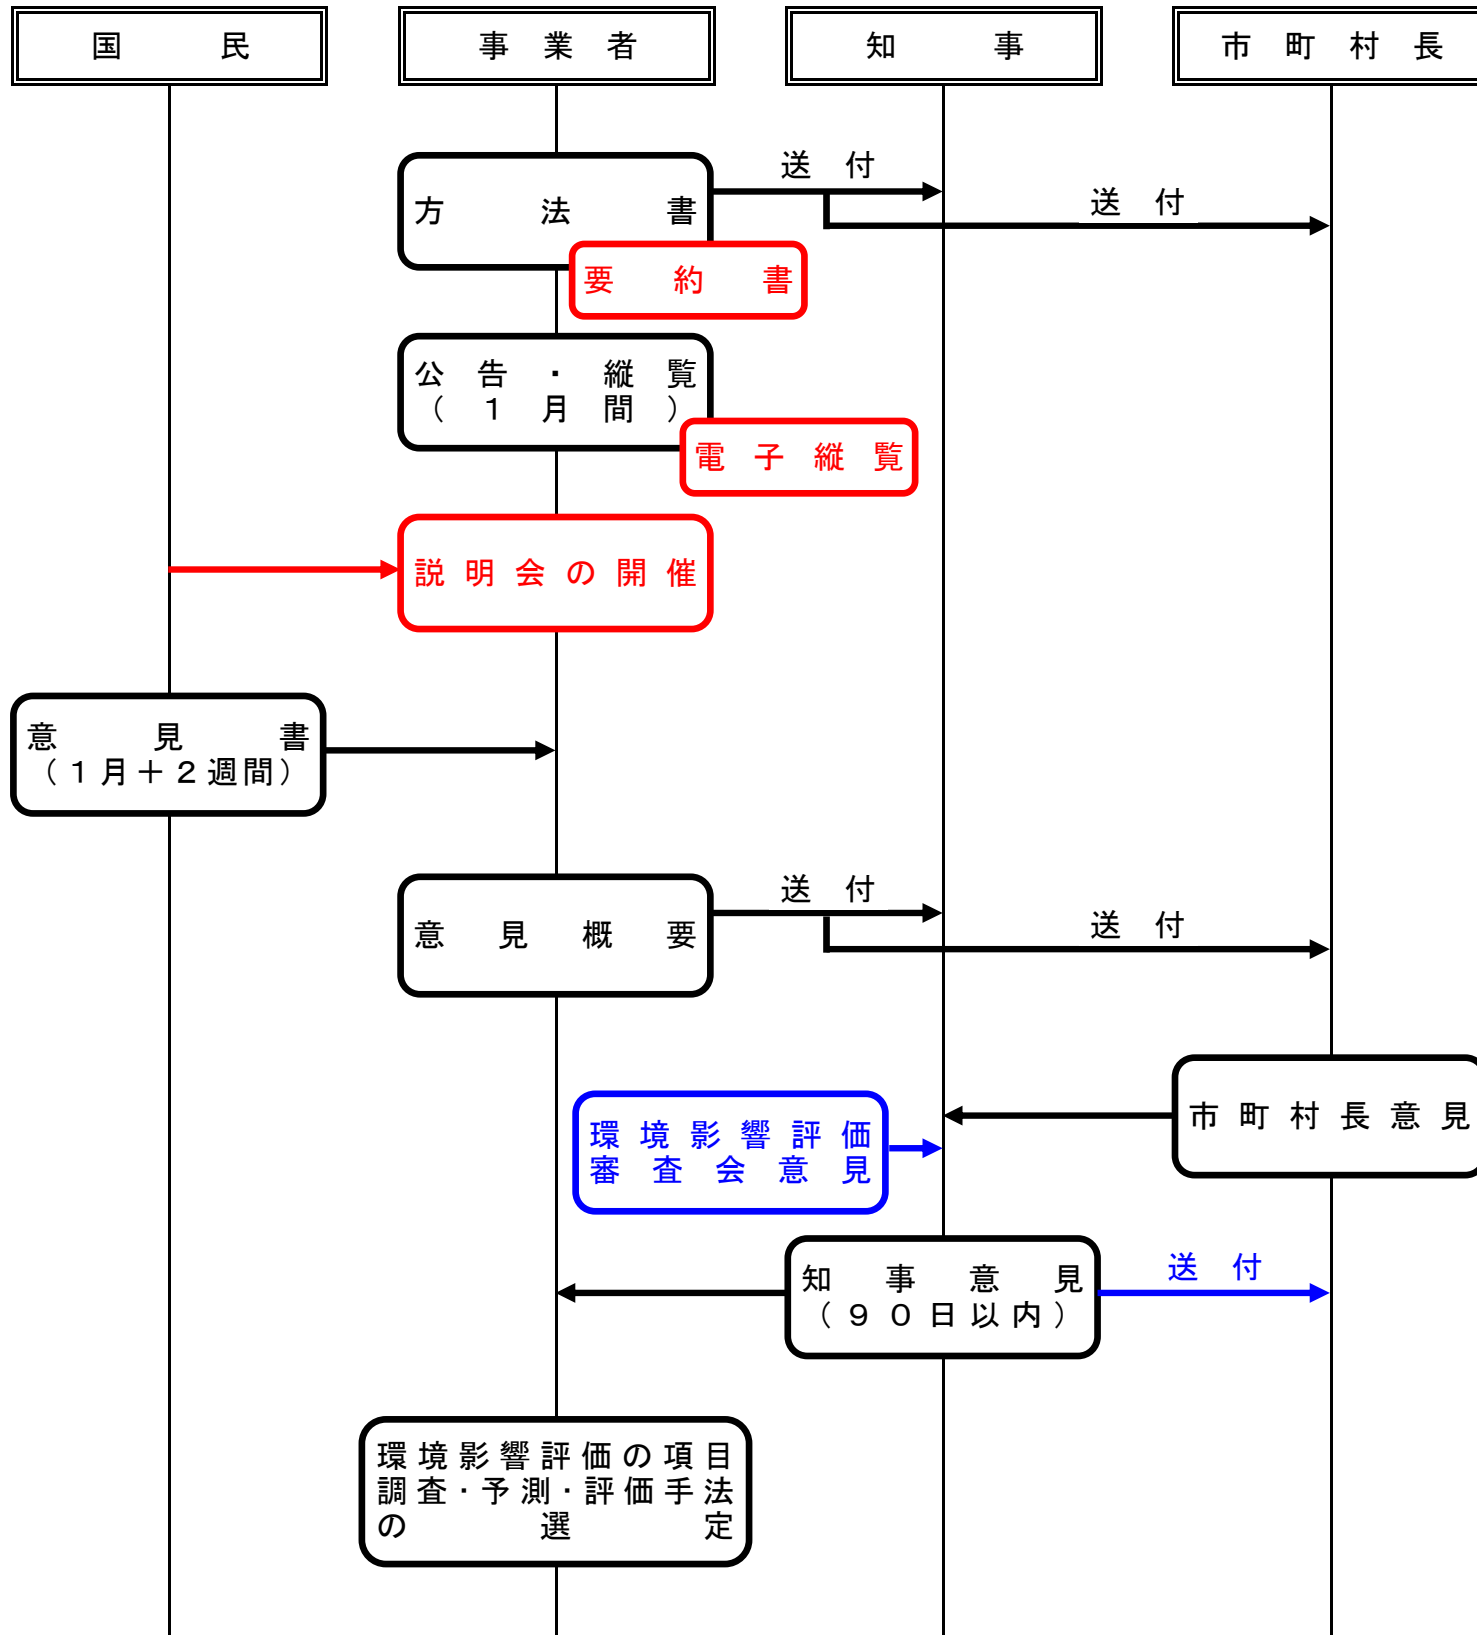 国民
事業者
知事
市町村長
方法書
送付
送付
要約書
公告・縦覧
(1月間)
電子縦覧
説明会の開催
意見書
(1月+2週間)
意見概要
送付
送付
市町村長意見
環境影響評価
審査会意見
知事意見
(90日以内)
送付
環境影響評価の項目
調査・予測・評価手法
の選定